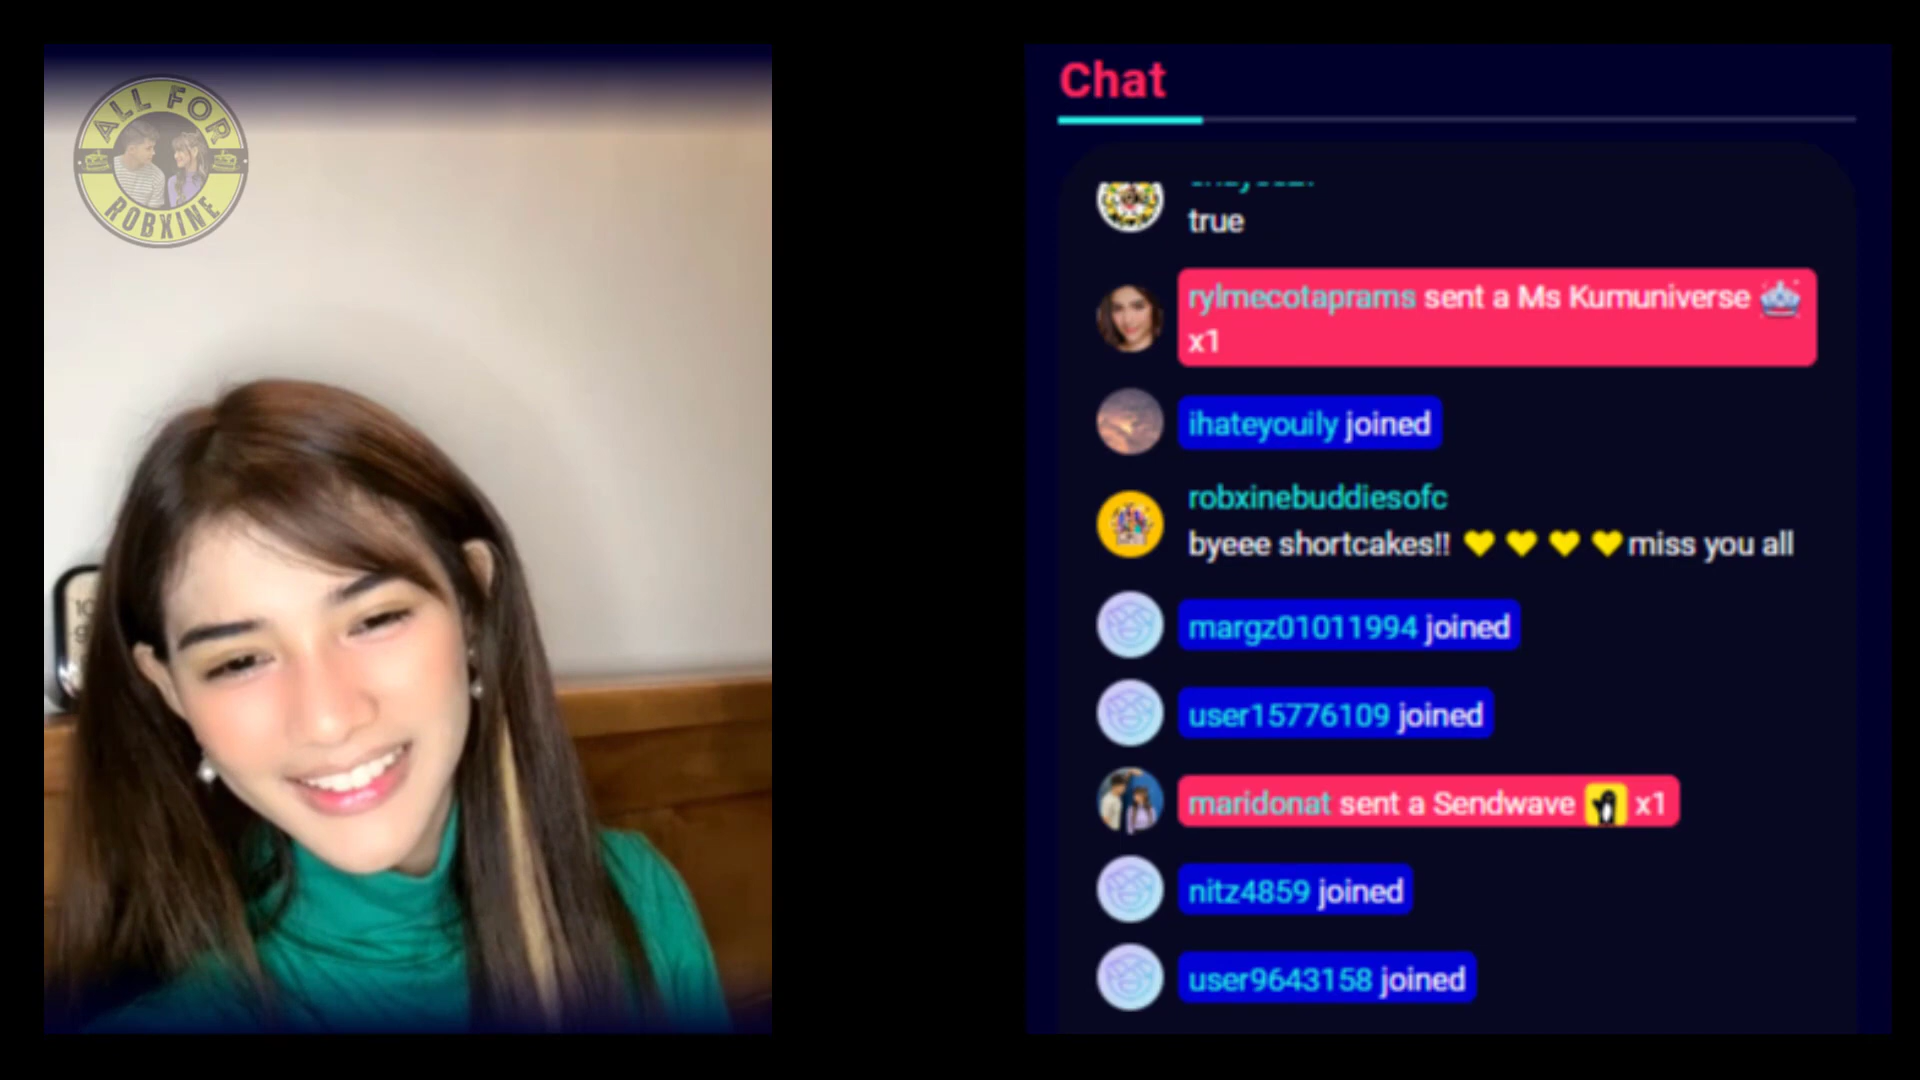 ALL FOR
ROBXINE
Chat
true
rylmecotaprams sent a Ms Kumuniverse
x1
ihateyouily joined
robxinebuddiesofc
byeee shortcakes!! 💛 💛 💛 💛miss you all
margz01011994 joined
user15776109 joined
maridonat sent a Sendwave x1
nitz4859 joined
user9643158 joined